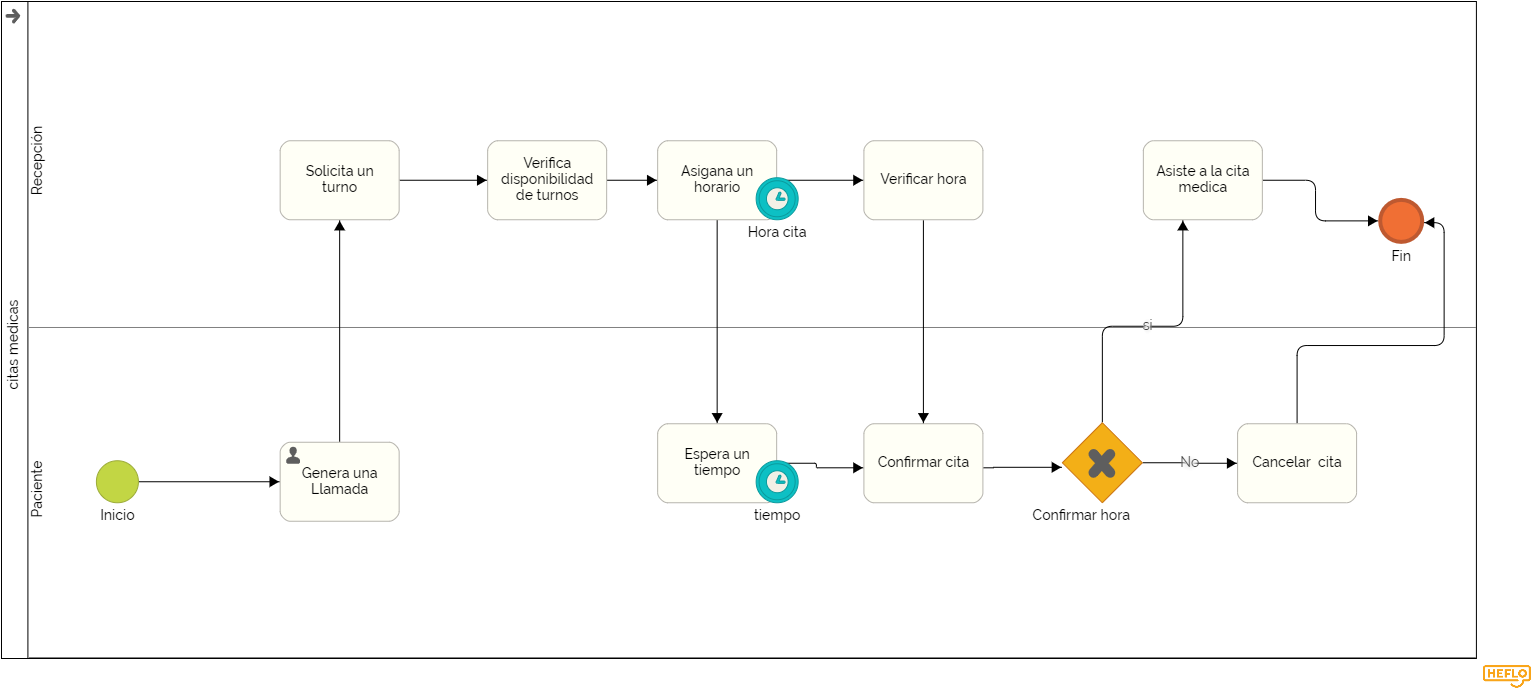 citas medicas
Recepción
Solicita un
turno
Verifica
disponibilidad
de turnos
Asigana un
horario
Hora cita
Verificar hora
Asiste a la cita
medica
Fin
si
Paciente
Inicio
Genera una
Llamada
Espera un
tiempo
tiempo
Confirmar cita
Confirmar hora
No
Cancelar cita
HEFLO